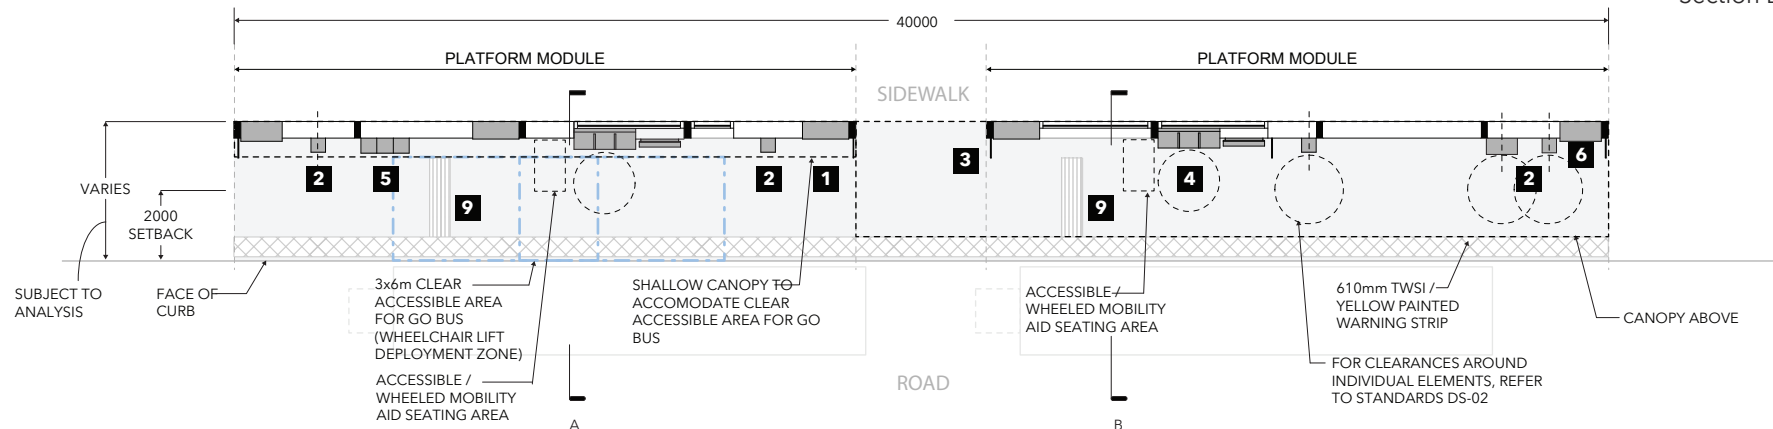 Section
40000
PLATFORM MODULE
PLATFORM MODULE
SIDEWALK
2
5
9
2
1
3
9
4
2
6
VARIES
2000
SETBACK
SUBJECT TO
ANALYSIS
FACE OF
CURB
3x6m CLEAR
ACCESSIBLE AREA
FOR GO BUS
(WHEELCHAIR LIFT
DEPLOYMENT ZONE)
ACCESSIBLE /
WHEELED MOBILITY
AID SEATING AREA
SHALLOW CANOPY TO
ACCOMODATE CLEAR
ACCESSIBLE AREA FOR GO
BUS
ACCESSIBLE /
WHEELED MOBILITY
AID SEATING AREA
610mm TWSI /
YELLOW PAINTED
WARNING STRIP
CANOPY ABOVE
FOR CLEARANCES AROUND
INDIVIDUAL ELEMENTS, REFER
TO STANDARDS DS-02
ROAD
A
B